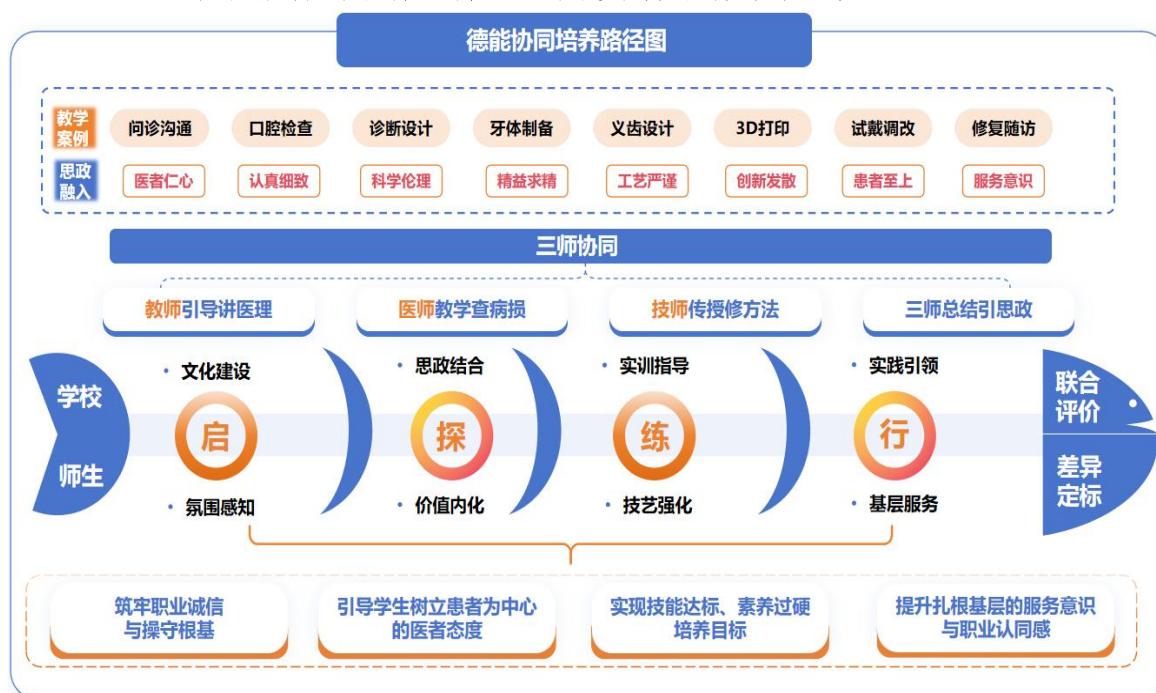 德能协同培养路径图
教学
案例
问诊沟通 口腔检查 诊断设计 牙体制备 义齿设计 3D打印 试戴调改 修复随访
思政
融入
医者仁心 认真细致 科学伦理 精益求精 工艺严谨 创新发散 患者至上 服务意识
三师协同
教师引导讲医理 医师教学查病损 技师传授修方法 三师总结引思政
学校
师生
• 文化建设
启
• 氛围感知
• 思政结合
探
• 价值内化
• 实训指导
练
• 技艺强化
• 实践引领
行
• 基层服务
联合
评价
差异
定标
筑牢职业诚信
与操守根基
引导学生树立患者为中心
的医者态度
实现技能达标、素养过硬
培养目标
提升扎根基层的服务意识
与职业认同感